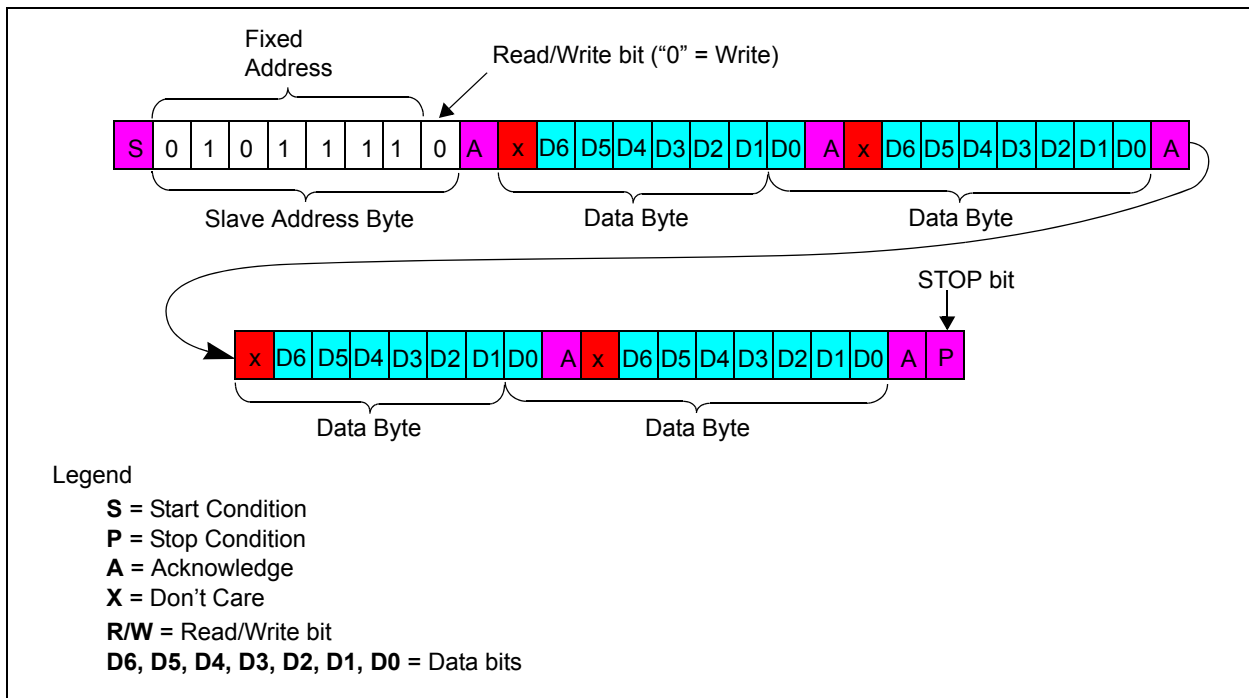 Fixed
Address
Read/Write bit (“0” = Write)
S 0 1 0 1 1 1 1 0 A x D6 D5 D4 D3 D2 D1 D0 A x D6 D5 D4 D3 D2 D1 D0 A
Slave Address Byte Data Byte Data Byte
STOP bit
x D6 D5 D4 D3 D2 D1 D0 A x D6 D5 D4 D3 D2 D1 D0 A P
Data Byte Data Byte
Legend
S = Start Condition
P = Stop Condition
A = Acknowledge
X = Don’t Care
R/W = Read/Write bit
D6, D5, D4, D3, D2, D1, D0 = Data bits